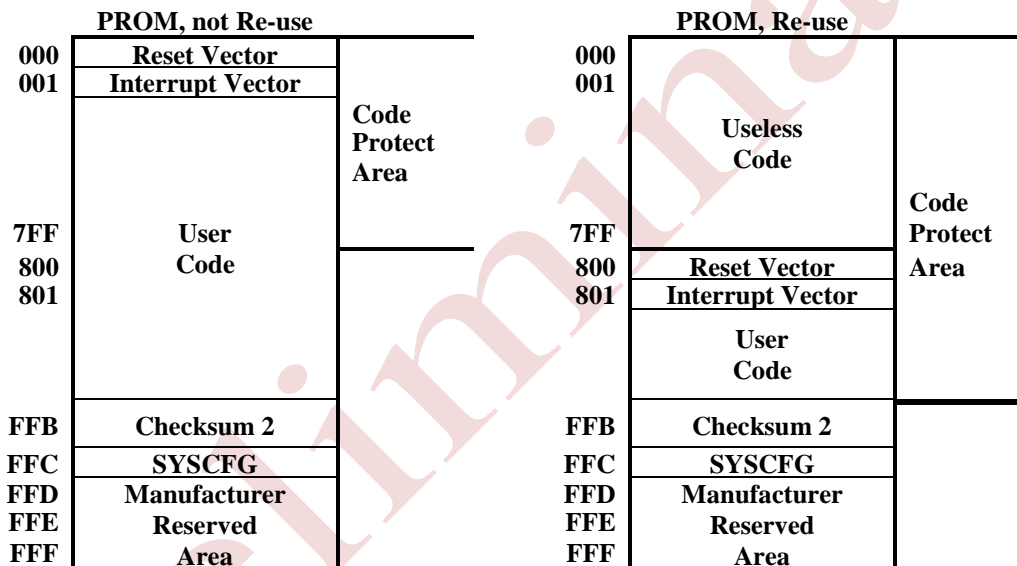 PROM, not Re-use
000 Reset Vector
001 Interrupt Vector
Code
Protect
Area
7FF User
800 Code
801
FFB Checksum 2
FFC SYSCFG
FFD Manufacturer
FFE Reserved
FFF Area
PROM, Re-use
000
001
Useless
Code
7FF
800 Reset Vector
801 Interrupt Vector
Code
Protect
Area
User
Code
FFB Checksum 2
FFC SYSCFG
FFD Manufacturer
FFE Reserved
FFF Area